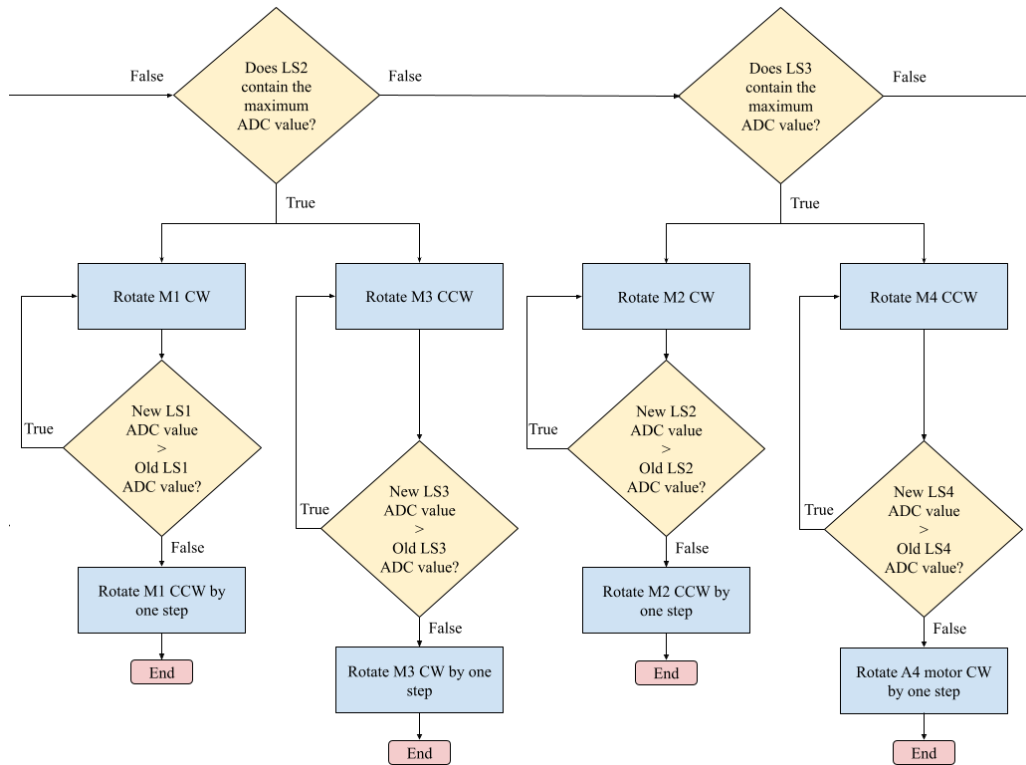 False
Does LS2
contain the
maximum
ADC value?
False
Does LS3
contain the
maximum
ADC value?
False
True
True
Rotate M1 CW
Rotate M3 CCW
Rotate M2 CW
Rotate M4 CCW
True
New LS1
ADC value
>
Old LS1
ADC value?
True
New LS3
ADC value
>
Old LS3
ADC value?
True
New LS2
ADC value
>
Old LS2
ADC value?
True
New LS4
ADC value
>
Old LS4
ADC value?
False
False
Rotate M1 CCW by
one step
Rotate M2 CCW by
one step
False
False
End
Rotate M3 CW by one
step
End
Rotate A4 motor CW
by one step
End
End